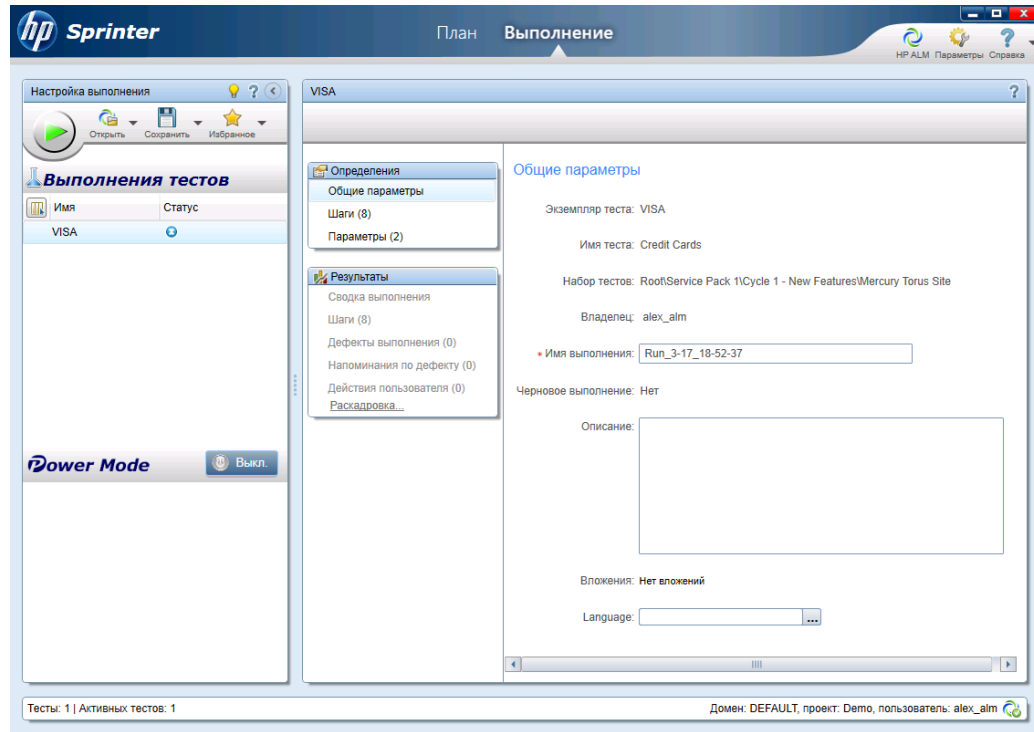 hp Sprinter
План Выполнение
HP ALM Параметры Справка
Настройка выполнения ?
Открыть Сохранить Избранное
Выполнения тестов
Имя Статус
VISA
Power Mode Выкл.
VISA ?
Определения
Общие параметры
Шаги (8)
Параметры (2)
Результаты
Сводка выполнения
Шаги (8)
Дефекты выполнения (0)
Напоминания по дефекту (0)
Действия пользователя (0)
Раскадровка...
Общие параметры
Экземпляр теста: VISA
Имя теста: Credit Cards
Набор тестов: Root\Service Pack 1\Cycle 1 - New Features\Mercury Torus Site
Владелец: alex_alm
* Имя выполнения: Run_3-17_18-52-37
Черновое выполнение: Нет
Описание:
Вложения: Нет вложений
Language: ...
Тесты: 1 | Активных тестов: 1
Домен: DEFAULT, проект: Demo, пользователь: alex_alm